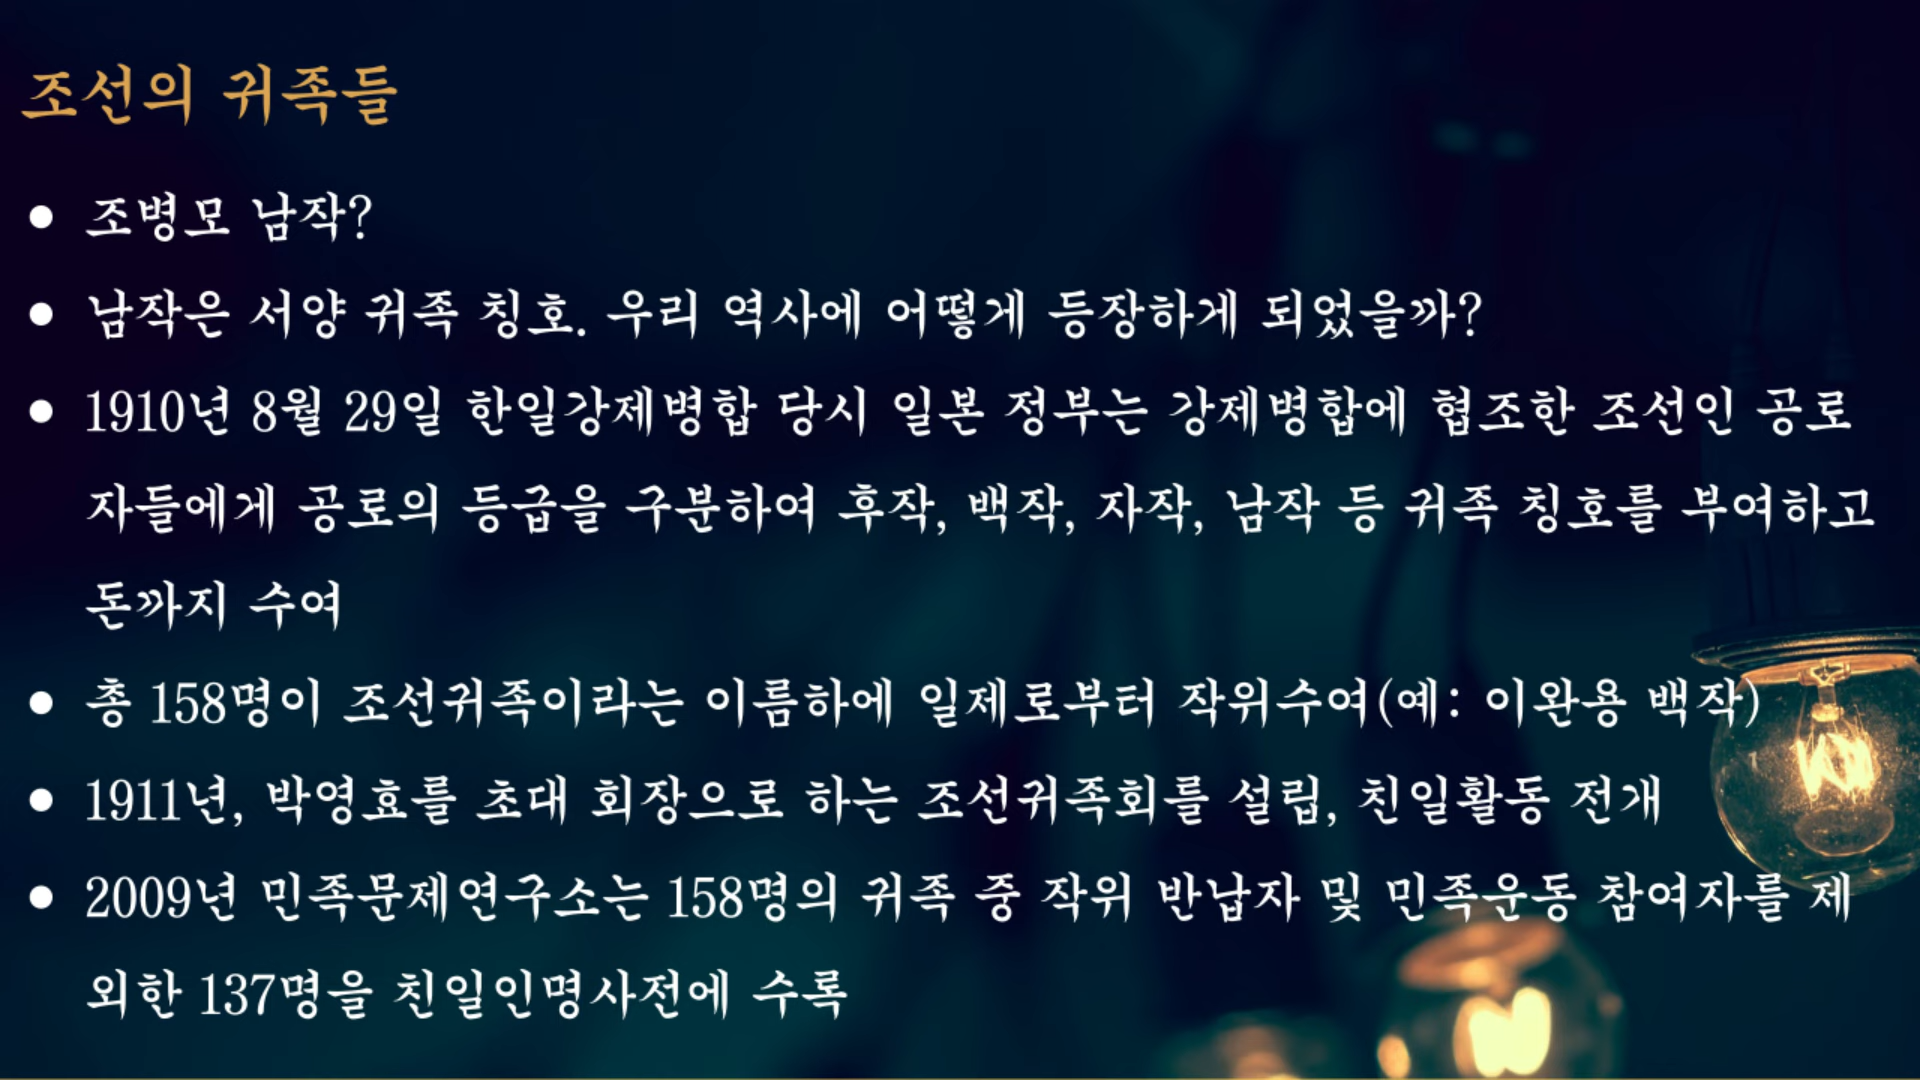 조선의 귀족들
• 조병모 남작?
• 남작은 서양 귀족 칭호. 우리 역사에 어떻게 등장하게 되었을까?
• 1910년 8월 29일 한일강제병합 당시 일본 정부는 강제병합에 협조한 조선인 공로
자들에게 공로의 등급을 구분하여 후작, 백작, 자작, 남작 등 귀족 칭호를 부여하고
돈까지 수여
• 총 158명이 조선귀족이라는 이름하에 일제로부터 작위수여(예: 이완용 백작)
• 1911년, 박영효를 초대 회장으로 하는 조선귀족회를 설립, 친일활동 전개
• 2009년 민족문제연구소는 158명의 귀족 중 작위 반납자 및 민족운동 참여자를 제
외한 137명을 친일인명사전에 수록